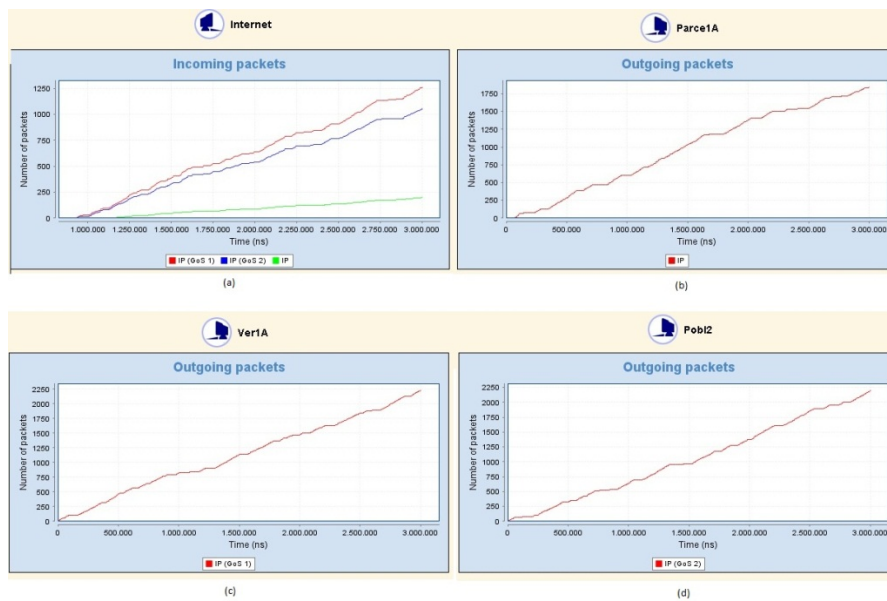 Internet
Incoming packets
Number of packets
1250
1000
750
500
250
0
1.000.000 1.250.000 1.500.000 1.750.000 2.000.000 2.250.000 2.500.000 2.750.000 3.000.000
Time (ns)
IP (GoS 1) IP (GoS 2) IP
(a)
Parce1A
Outgoing packets
Number of packets
1750
1500
1250
1000
750
500
250
0
0 500.000 1.000.000 1.500.000 2.000.000 2.500.000 3.000.000
Time (ns)
IP
(b)
Ver1A
Outgoing packets
Number of packets
2250
2000
1750
1500
1250
1000
750
500
250
0
0 500.000 1.000.000 1.500.000 2.000.000 2.500.000 3.000.000
Time (ns)
IP (GoS 1)
(c)
Pobl2
Outgoing packets
Number of packets
2250
2000
1750
1500
1250
1000
750
500
250
0
0 500.000 1.000.000 1.500.000 2.000.000 2.500.000 3.000.000
Time (ns)
IP (GoS 2)
(d)